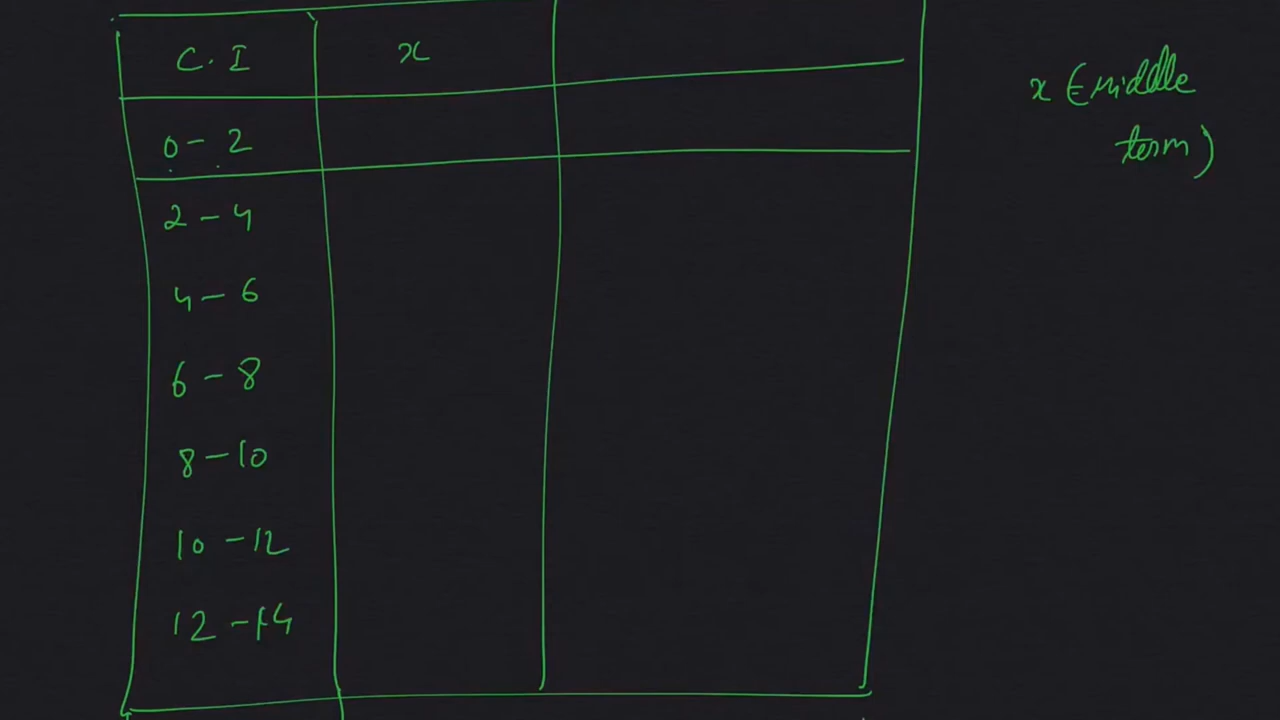 C.I x
0 - 2
2 - 4
4 - 6
6 - 8
8 - 10
10 - 12
12 - 14
x (middle
term)